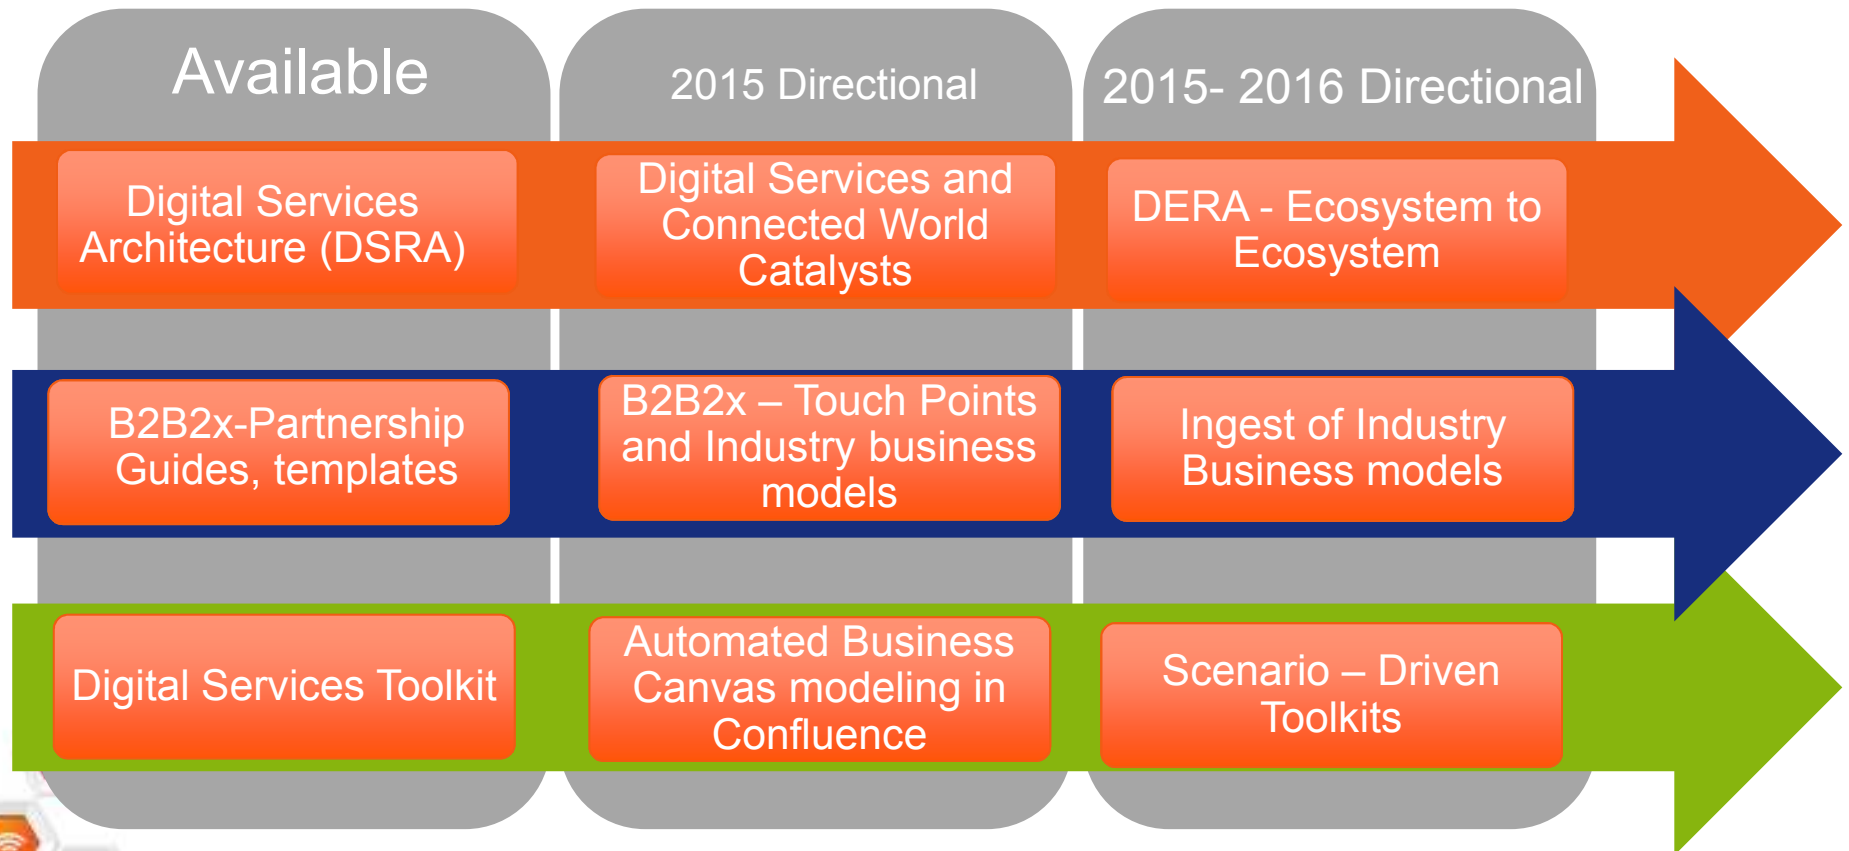 Available
2015 Directional
2015- 2016 Directional
Digital Services
Architecture (DSRA)
Digital Services and
Connected World
Catalysts
DERA - Ecosystem to
Ecosystem
B2B2x-Partnership
Guides, templates
B2B2x – Touch Points
and Industry business
models
Ingest of Industry
Business models
Digital Services Toolkit
Automated Business
Canvas modeling in
Confluence
Scenario – Driven
Toolkits